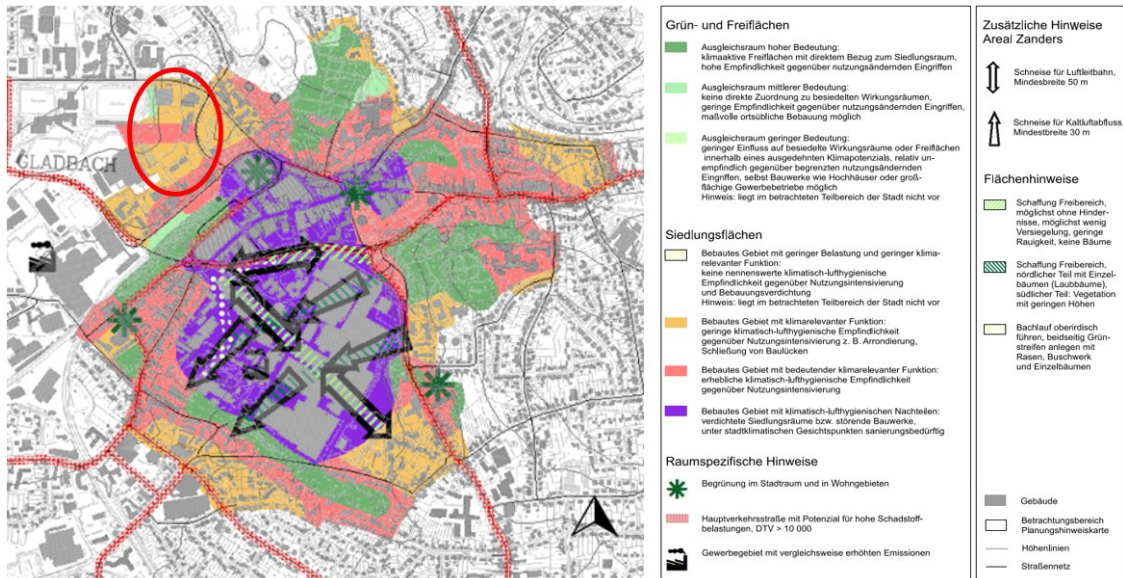 GLADBACH
Grün- und Freiflächen
Ausgleichsraum hoher Bedeutung:
klimaaktive Freiflächen mit direktem Bezug zum Siedlungsraum,
hohe Empfindlichkeit gegenüber nutzungsändernden Eingriffen
Ausgleichsraum mittlerer Bedeutung:
keine direkte Zuordnung zu besiedelten Wirkungsräumen,
geringe Empfindlichkeit gegenüber nutzungsändernden Eingriffen,
maßvolle ortsübliche Bebauung möglich
Ausgleichsraum geringer Bedeutung:
geringer Einfluss auf besiedelte Wirkungsräume oder Freiflächen
innerhalb eines ausgedehnten Klimapotenzials, relativ un-
empfindlich gegenüber begrenzten nutzungsändernden
Eingriffen, selbst Bauwerke wie Hochhäuser oder groß-
flächige Gewerbebetriebe möglich
Hinweis: liegt im betrachteten Teilbereich der Stadt nicht vor
Siedlungsflächen
Bebautes Gebiet mit geringer Belastung und geringer klima-
relevanter Funktion:
keine nennenswerte klimatisch-lufthygienische
Empfindlichkeit gegenüber Nutzungsintensivierung
und Bebauungsverdichtung
Hinweis: liegt im betrachteten Teilbereich der Stadt nicht vor
Bebautes Gebiet mit klimarelevanter Funktion:
geringe klimatisch-lufthygienische Empfindlichkeit
gegenüber Nutzungsintensivierung z. B. Arrondierung,
Schließung von Baulücken
Bebautes Gebiet mit bedeutender klimarelevanter Funktion:
erhebliche klimatisch-lufthygienische Empfindlichkeit
gegenüber Nutzungsintensivierung
Bebautes Gebiet mit klimatisch-lufthygienischen Nachteilen:
verdichtete Siedlungsräume bzw. störende Bauwerke,
unter stadtklimatischen Gesichtspunkten sanierungsbedürftig
Raumspezifische Hinweise
Begrünung im Stadtraum und in Wohngebieten
Hauptverkehrsstraße mit Potenzial für hohe Schadstoff-
belastungen, DTV > 10 000
Gewerbegebiet mit vergleichsweise erhöhten Emissionen
Zusätzliche Hinweise
Areal Zanders
Schneise für Luftleitbahn,
Mindesbreite 50 m
Schneise für Kaltluftabfluss,
Mindestbreite 30 m
Flächenhinweise
Schaffung Freibereich,
möglichst ohne Hinder-
nisse, möglichst wenig
Versiegelung, geringe
Rauigkeit, keine Bäume
Schaffung Freibereich,
nördlicher Teil mit Einzel-
bäumen (Laubbäume),
südlicher Teil: Vegetation
mit geringen Höhen
Bachlauf oberirdisch
führen, beidseitig Grün-
streifen anlegen mit
Rasen, Buschwerk
und Einzelbäumen
Gebäude
Betrachtungsbereich
Planungshinweiskarte
Höhenlinien
Straßennetz